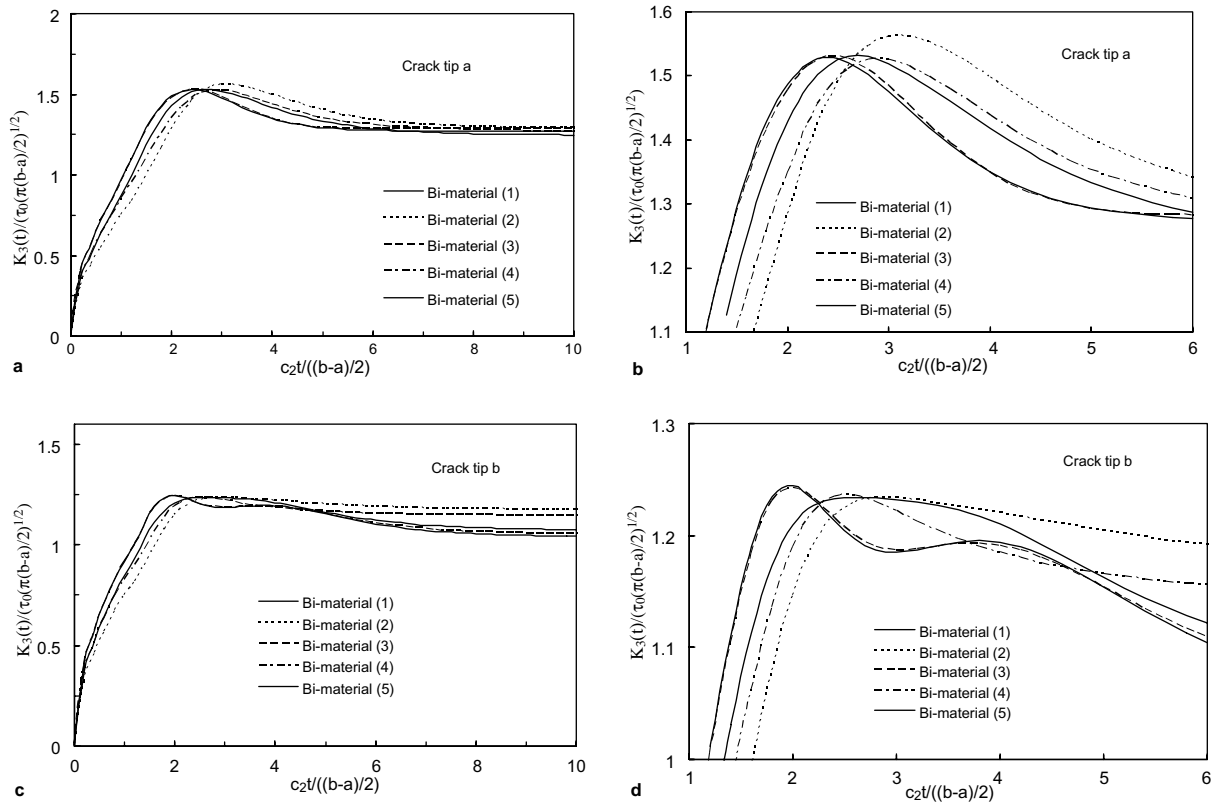 2
1.5
1
0.5
0
K₃(t)/(τ₀(π(b-a)/2)^1/2)
Crack tip a
Bi-material (1)
Bi-material (2)
Bi-material (3)
Bi-material (4)
Bi-material (5)
0 2 4 6 8 10
c₂t/((b-a)/2)
a
1.6
1.5
1.4
1.3
1.2
1.1
K₃(t)/(τ₀(π(b-a)/2)^1/2)
Crack tip a
Bi-material (1)
Bi-material (2)
Bi-material (3)
Bi-material (4)
Bi-material (5)
1 2 3 4 5 6
c₂t/((b-a)/2)
b
1.5
1
0.5
0
K₃(t)/(τ₀(π(b-a)/2)^1/2)
Crack tip b
Bi-material (1)
Bi-material (2)
Bi-material (3)
Bi-material (4)
Bi-material (5)
0 2 4 6 8 10
c₂t/((b-a)/2)
c
1.3
1.2
1.1
1
K₃(t)/(τ₀(π(b-a)/2)^1/2)
Crack tip b
Bi-material (1)
Bi-material (2)
Bi-material (3)
Bi-material (4)
Bi-material (5)
1 2 3 4 5 6
c₂t/((b-a)/2)
d